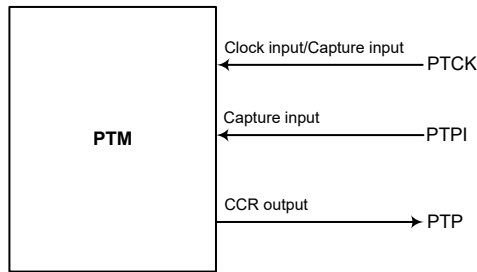 Clock input/Capture input
PTCK
Capture input
PTPI
PTM
CCR output
PTP